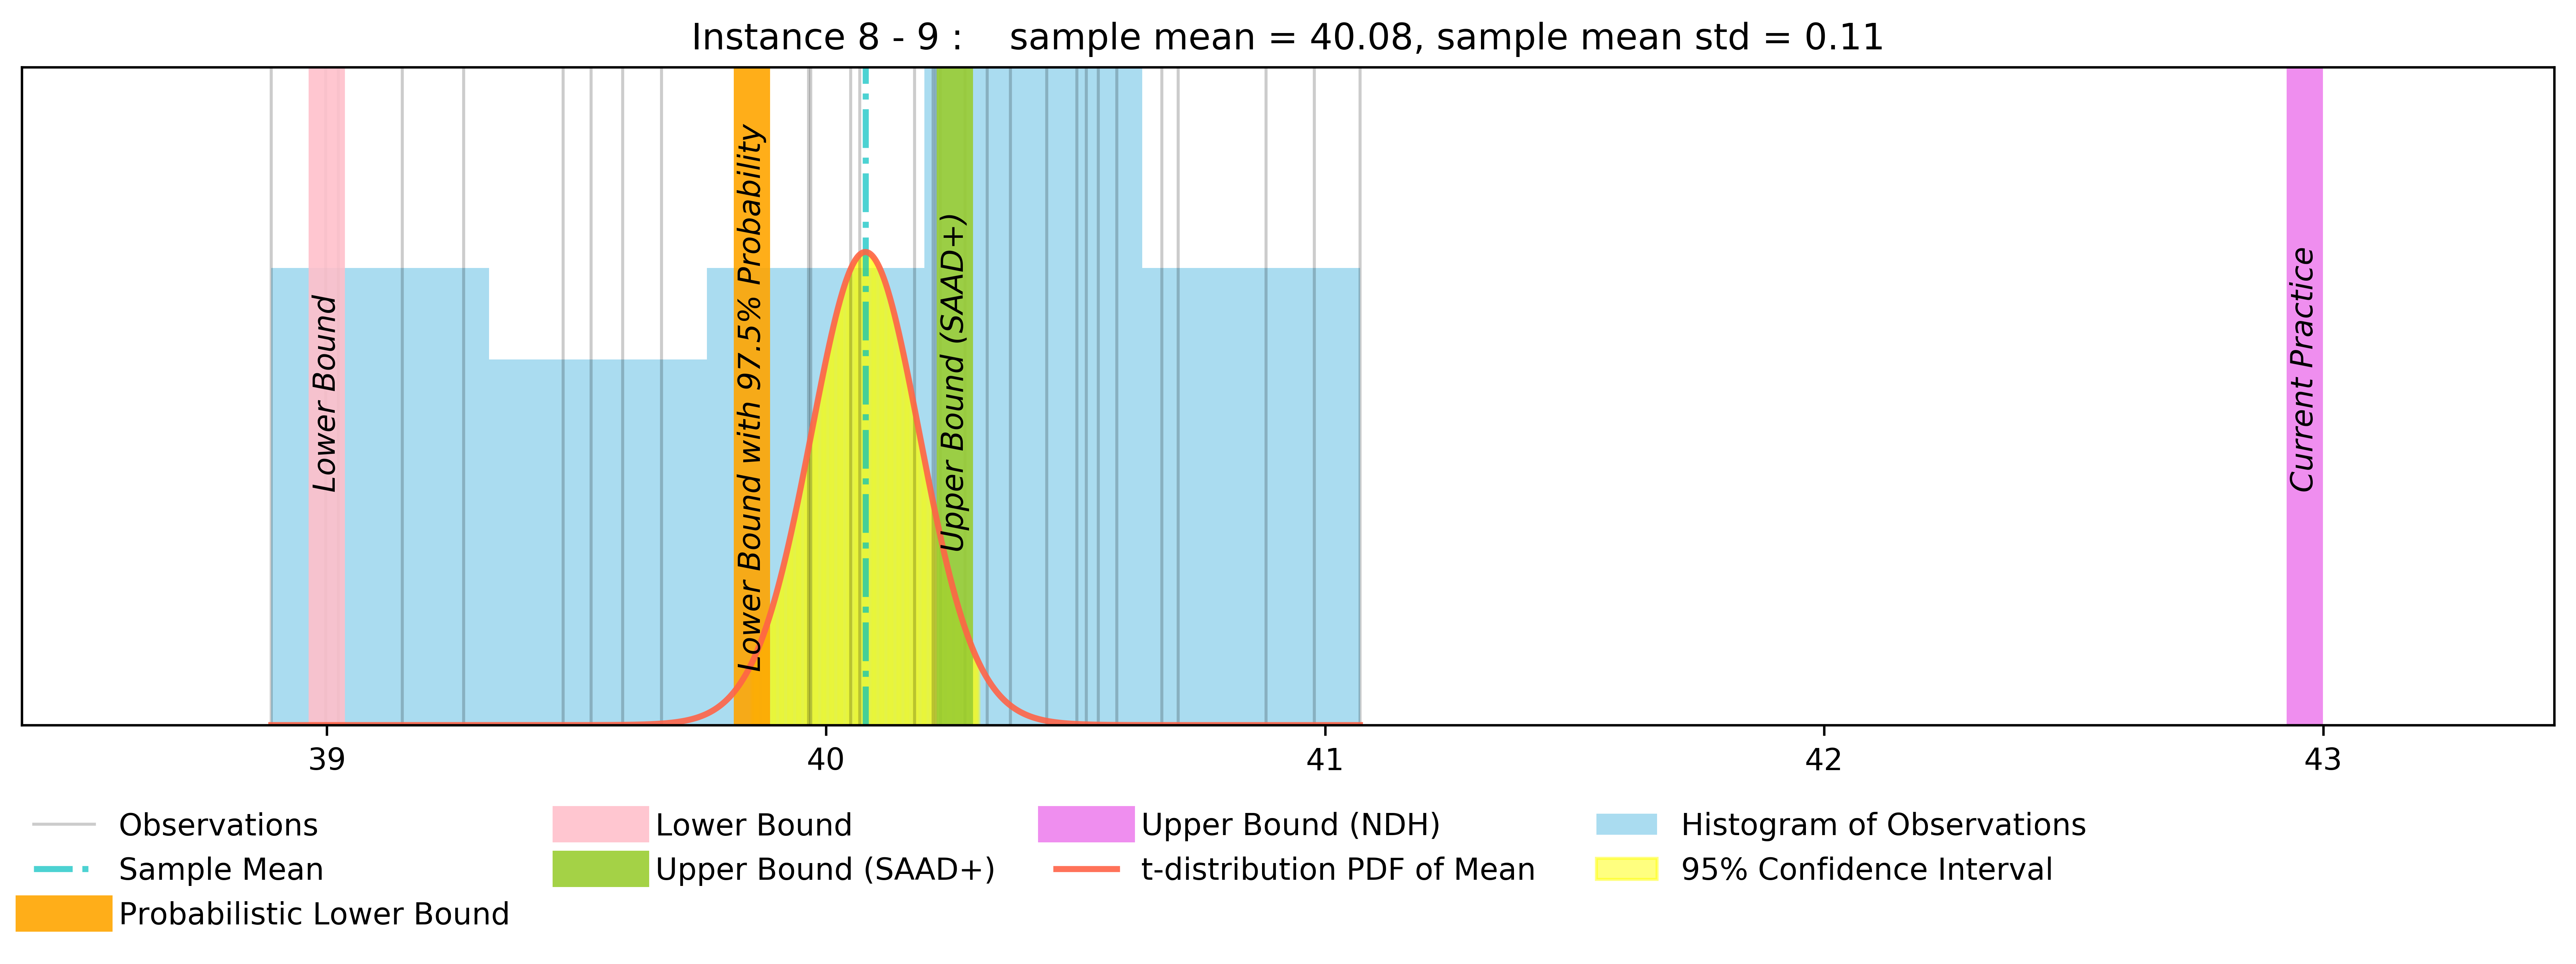 Instance 8 - 9 :    sample mean = 40.08, sample mean std = 0.11
Lower Bound
Lower Bound with 97.5% Probability
Upper Bound (SAAD+)
Current Practice
39
40
41
42
43
Observations
Sample Mean
Probabilistic Lower Bound
Lower Bound
Upper Bound (SAAD+)
Upper Bound (NDH)
t-distribution PDF of Mean
Histogram of Observations
95% Confidence Interval